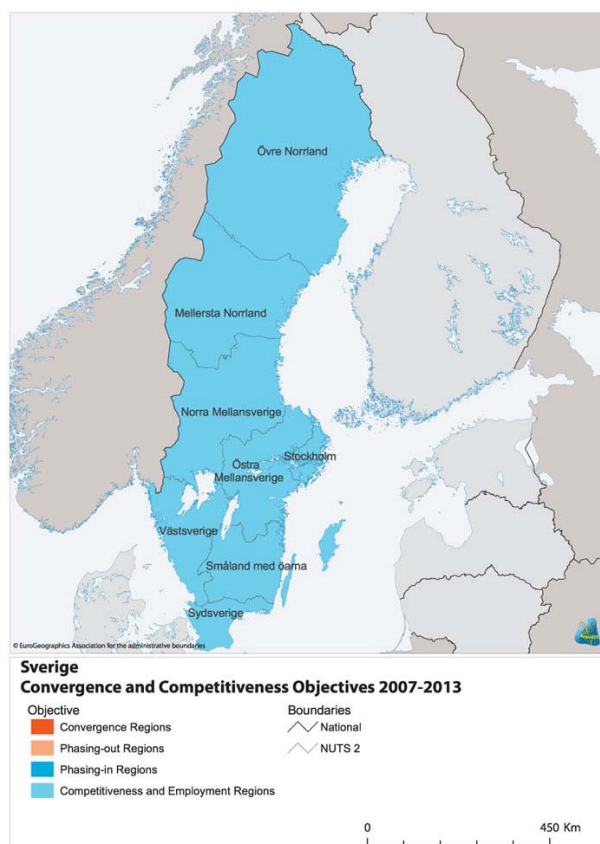 Övre Norrland
Mellersta Norrland
Norra Mellansverige
Stockholm
Östra
Mellansverige
Västsverige
Småland med öarna
Sydsverige
© EuroGeographics Association for the administrative boundaries
Sverige
Convergence and Competitiveness Objectives 2007-2013
Objective
Convergence Regions
Phasing-out Regions
Phasing-in Regions
Competitiveness and Employment Regions
Boundaries
National
NUTS 2
0 450 Km